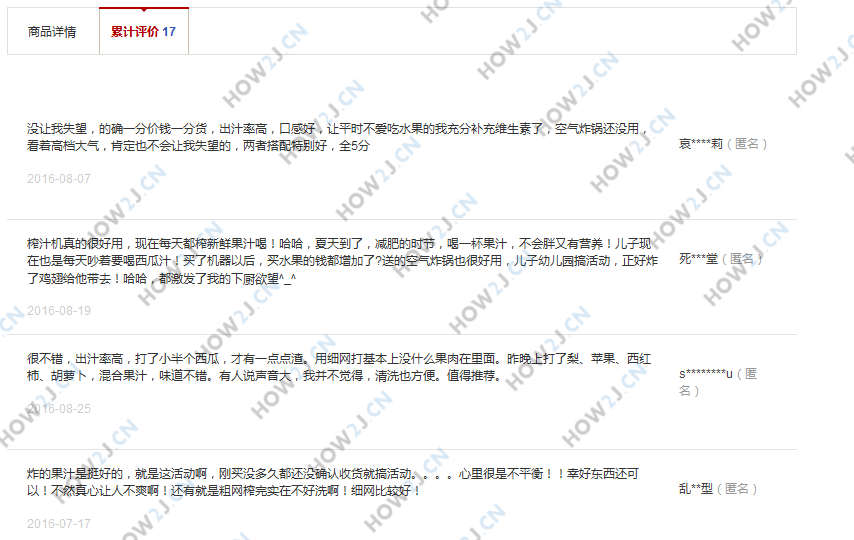 商品详情 累计评价 17
没让我失望，的确一分价钱一分货，出汁率高，口感好，让平时不爱吃水果的我充分补充维生素了，空气炸锅还没用，
看着高档大气，肯定也不会让我失望的，两者搭配特别好，全5分
哀****莉（匿名）
2016-08-07
榨汁机真的很好用，现在每天都榨新鲜果汁喝！哈哈，夏天到了，减肥的时节，喝一杯果汁，不会胖又有营养！儿子现
在也是每天吵着要喝西瓜汁！买了机器以后，买水果的钱都增加了?送的空气炸锅也很好用，儿子幼儿园搞活动，正好炸
了鸡翅给他带去！哈哈，都激发了我的下厨欲望^_^
死***堂（匿名）
2016-08-19
很不错，出汁率高，打了小半个西瓜，才有一点点渣。用细网打基本上没什么果肉在里面。昨晚上打了梨、苹果、西红
柿、胡萝卜，混合果汁，味道不错。有人说声音大，我并不觉得，清洗也方便。值得推荐。
s********u（匿
名）
2016-08-25
炸的果汁是挺好的，就是这活动啊，刚买没多久都还没确认收货就搞活动。。。。心里很是不平衡！！幸好东西还可
以！不然真心让人不爽啊！还有就是粗网榨完实在不好洗啊！细网比较好！
乱**型（匿名）
2016-07-17
HOW2J.CN